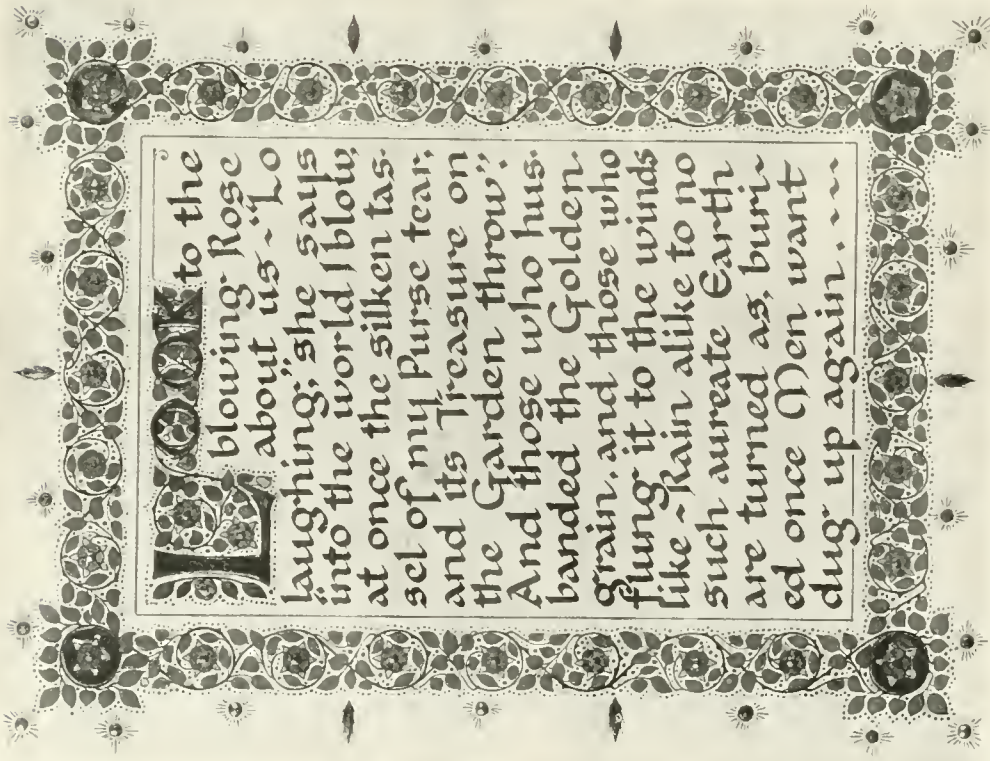 LOOK to the
blowing Rose
about us ~ "Lo
laughing," she says
"into the world I blow,
at once the silken tas-
sel of my Purse tear,
and its Treasure on
the Garden throw".
And those who hus-
banded the Golden
grain, and those who
flung it to the winds
like ~ Rain alike to no
such aureate Earth
are turned as, buri~
ed once Men want
dug up again . ~ ~